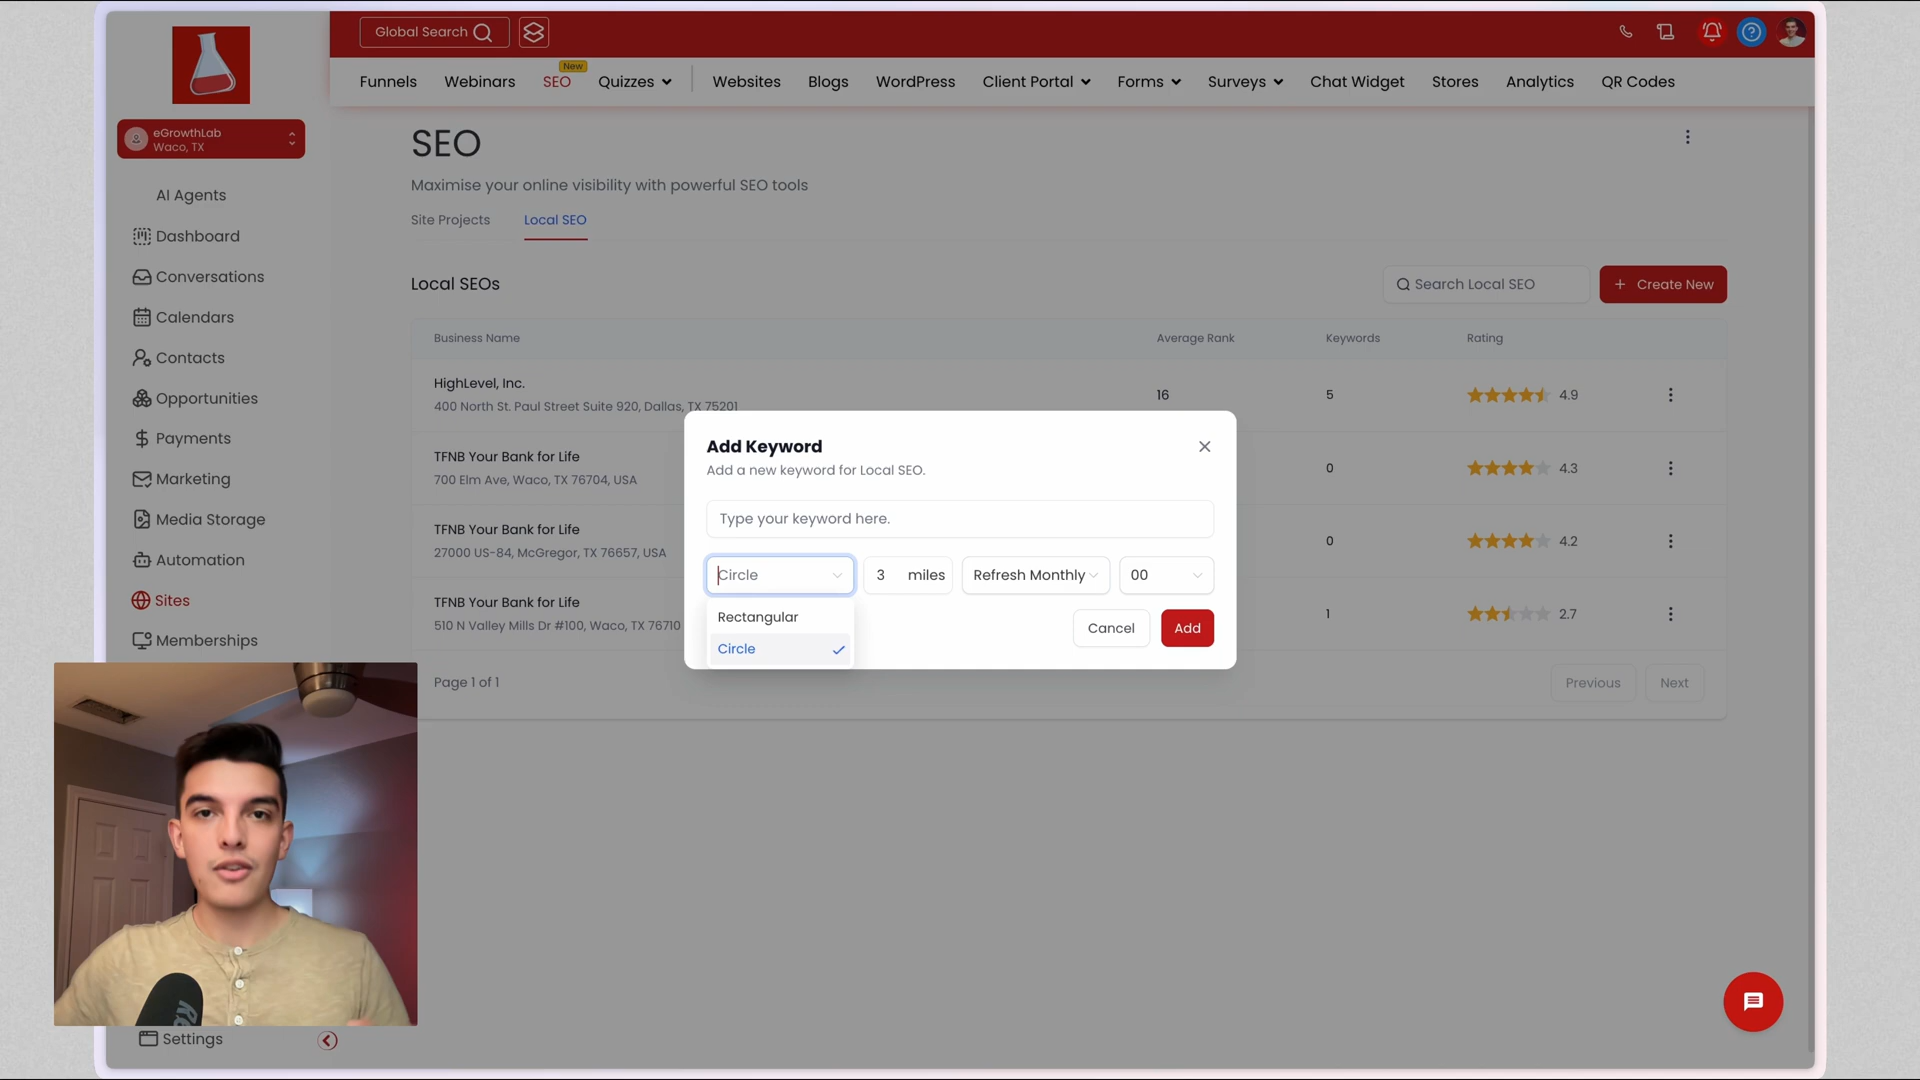 Global Search
New
Funnels
Webinars
SEO
Quizzes
Websites
Blogs
WordPress
Client Portal
Forms
Surveys
Chat Widget
Stores
Analytics
QR Codes
eGrowthLab
Waco, TX
AI Agents
Dashboard
Conversations
Calendars
Contacts
Opportunities
Payments
Marketing
Media Storage
Automation
Sites
Memberships
Settings
SEO
Maximise your online visibility with powerful SEO tools
Site Projects
Local SEO
Local SEOs
Search Local SEO
+ Create New
Business Name
Average Rank
Keywords
Rating
HighLevel, Inc.
400 North St. Paul Street Suite 920, Dallas, TX 75201
16
5
4.9
TFNB Your Bank for Life
700 Elm Ave, Waco, TX 76704, USA
0
4.3
TFNB Your Bank for Life
27000 US-84, McGregor, TX 76657, USA
0
4.2
TFNB Your Bank for Life
510 N Valley Mills Dr #100, Waco, TX 76710
1
2.7
Page 1 of 1
Previous
Next
Add Keyword
Add a new keyword for Local SEO.
Type your keyword here.
Circle
3 miles
Refresh Monthly
00
Rectangular
Circle
Cancel
Add